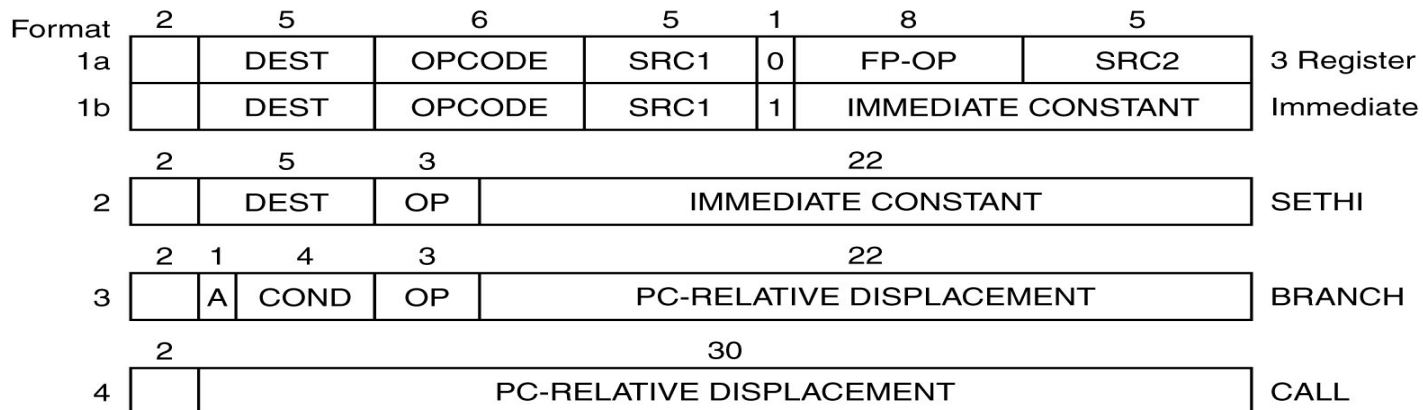 Format 2 5 6 5 1 8 5
1a DEST OPCODE SRC1 0 FP-OP SRC2 3 Register
1b DEST OPCODE SRC1 1 IMMEDIATE CONSTANT Immediate
2 5 3 22
2 DEST OP IMMEDIATE CONSTANT SETHI
2 1 4 3 22
3 A COND OP PC-RELATIVE DISPLACEMENT BRANCH
2 30
4 PC-RELATIVE DISPLACEMENT CALL